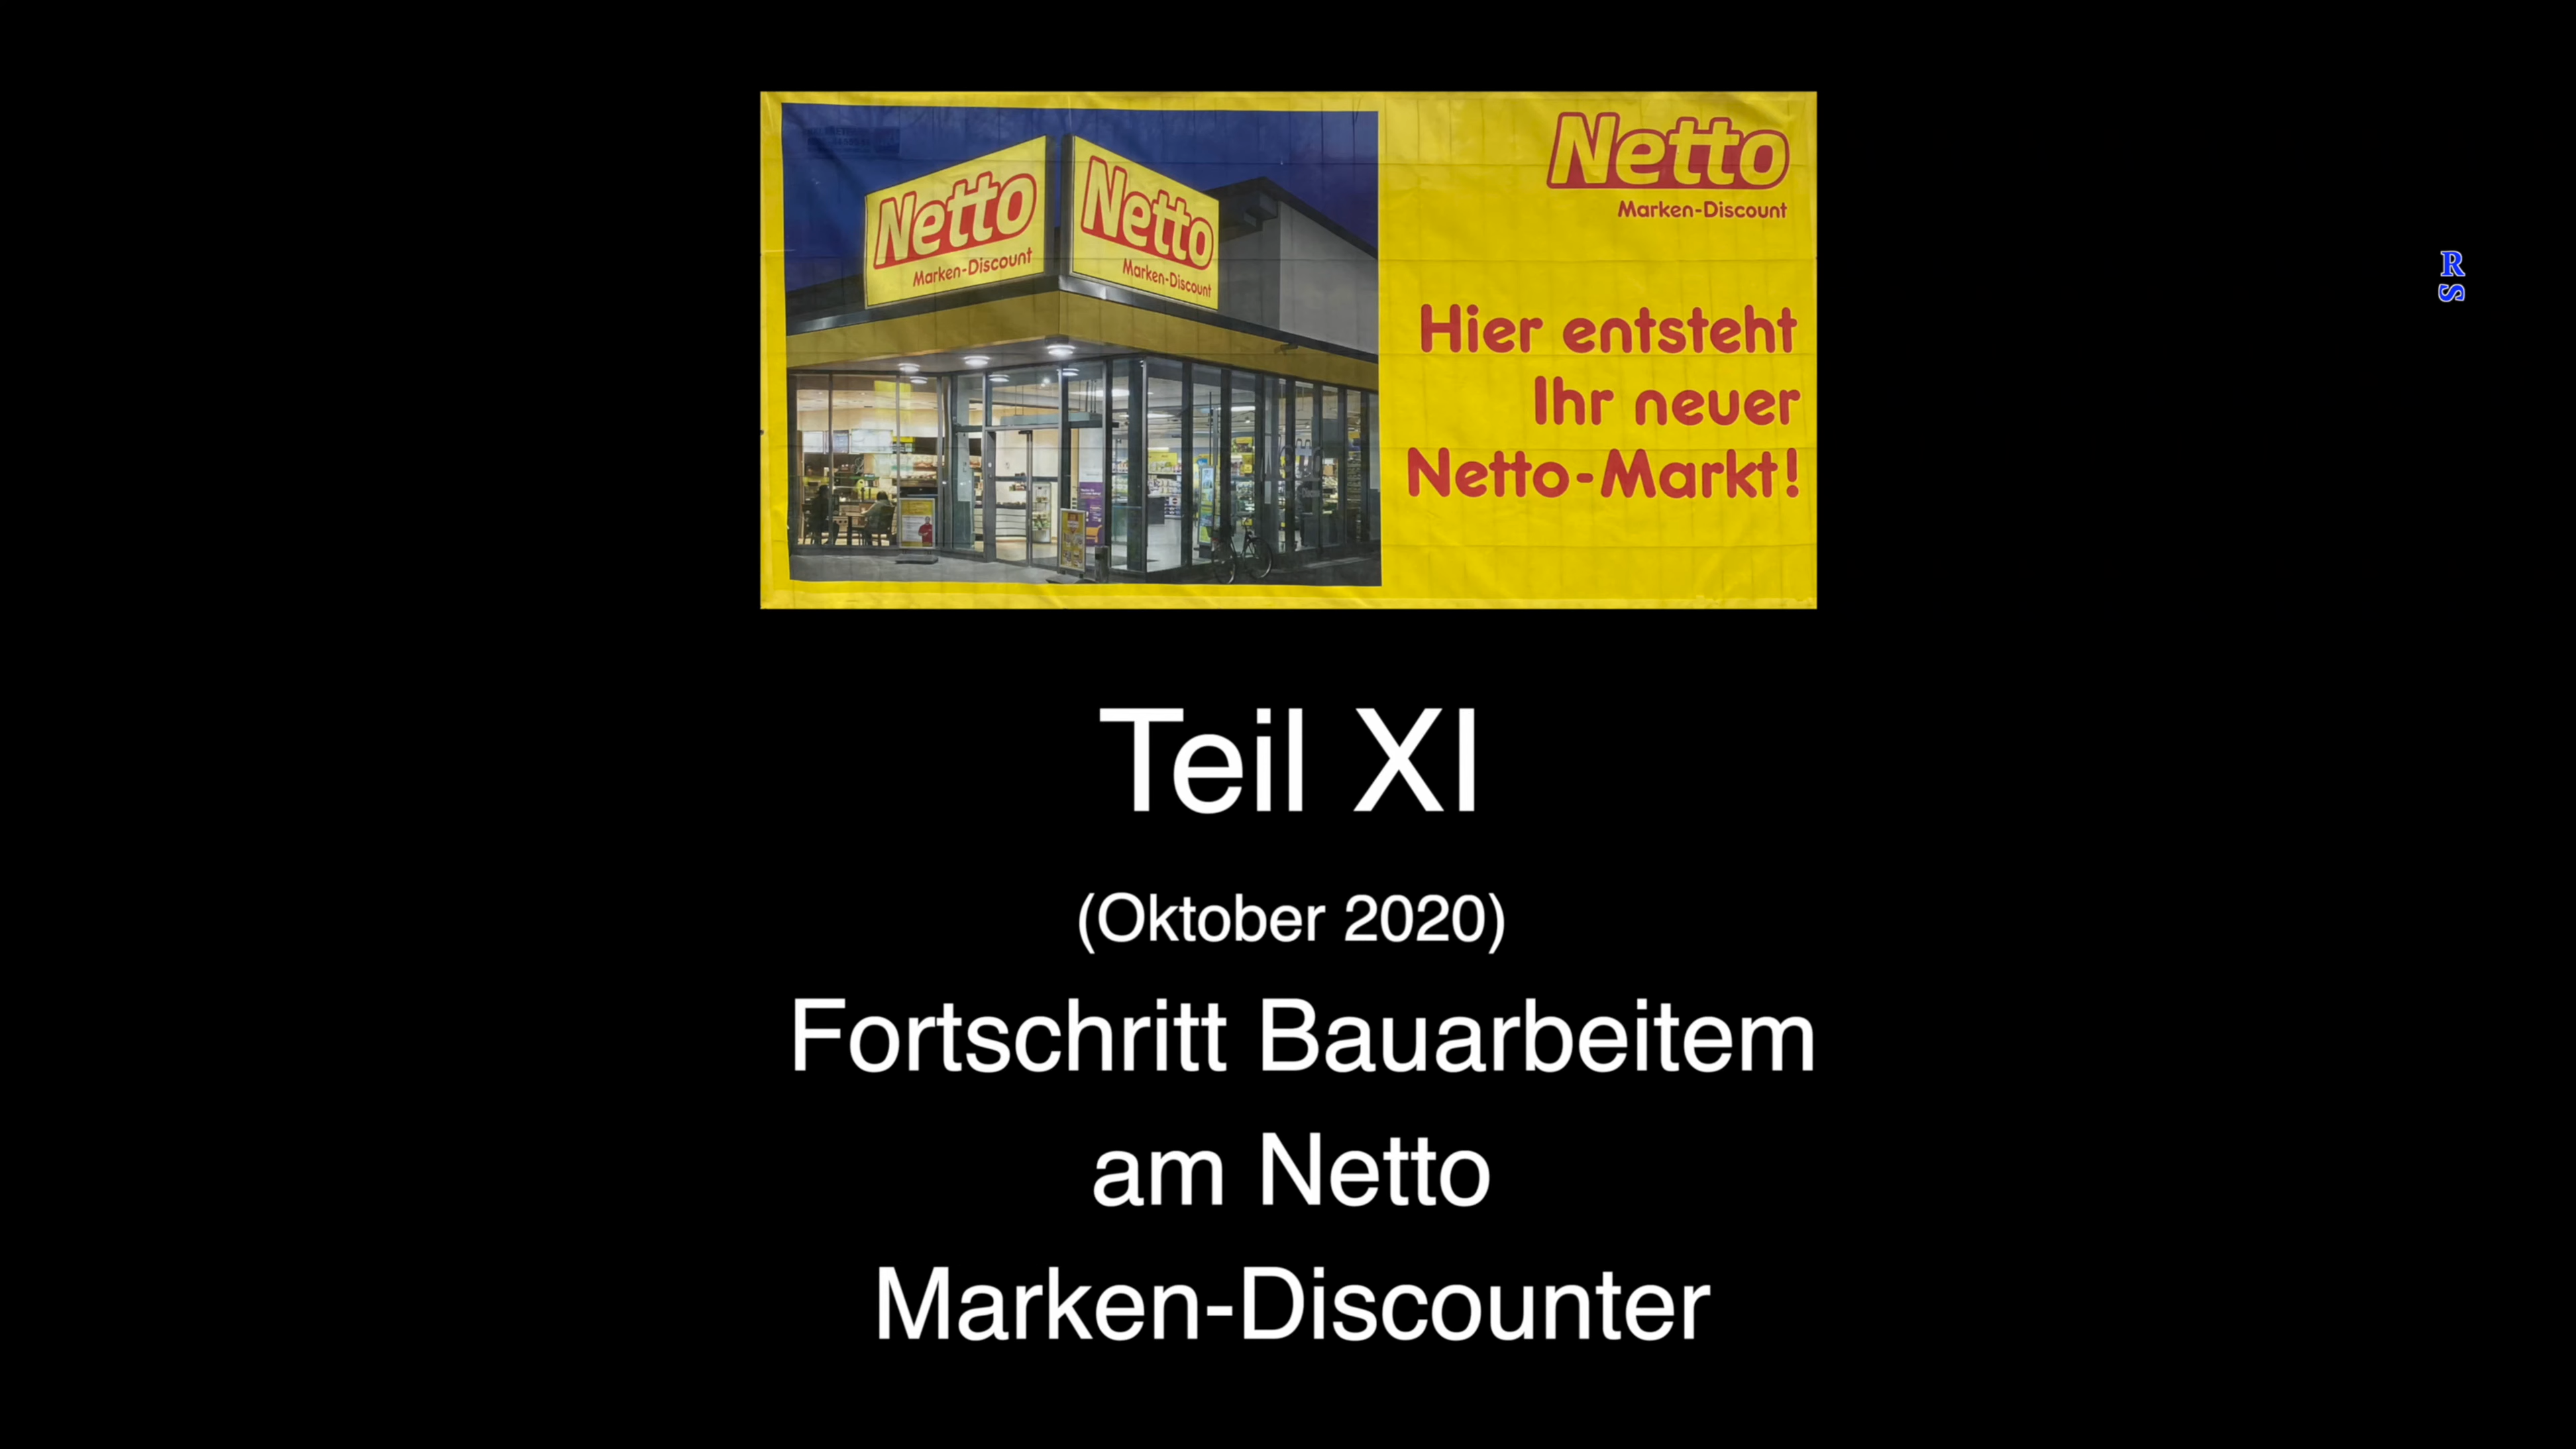 Netto
Marken-Discount
Netto
Marken-Discount
Netto
Marken-Discount
Hier entsteht
Ihr neuer
Netto-Markt!
R
S
Teil XI
(Oktober 2020)
Fortschritt Bauarbeitem
am Netto
Marken-Discounter